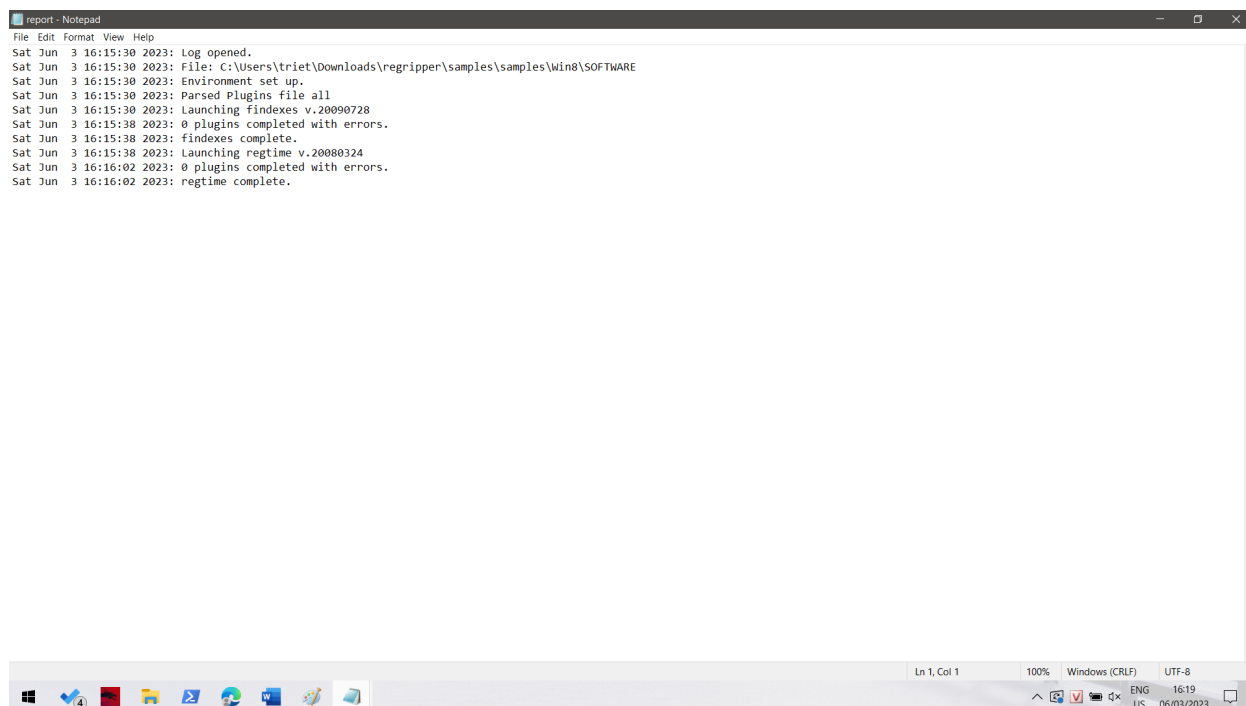 report - Notepad
File Edit Format View Help
Sat Jun  3 16:15:30 2023: Log opened.
Sat Jun  3 16:15:30 2023: File: C:\Users\triet\Downloads\regripper\samples\samples\Win8\SOFTWARE
Sat Jun  3 16:15:30 2023: Environment set up.
Sat Jun  3 16:15:30 2023: Parsed Plugins file all
Sat Jun  3 16:15:30 2023: Launching findexes v.20090728
Sat Jun  3 16:15:38 2023: 0 plugins completed with errors.
Sat Jun  3 16:15:38 2023: findexes complete.
Sat Jun  3 16:15:38 2023: Launching regtime v.20080324
Sat Jun  3 16:16:02 2023: 0 plugins completed with errors.
Sat Jun  3 16:16:02 2023: regtime complete.
Ln 1, Col 1 100% Windows (CRLF) UTF-8
4 W V ENG 16:19
US 06/03/2023